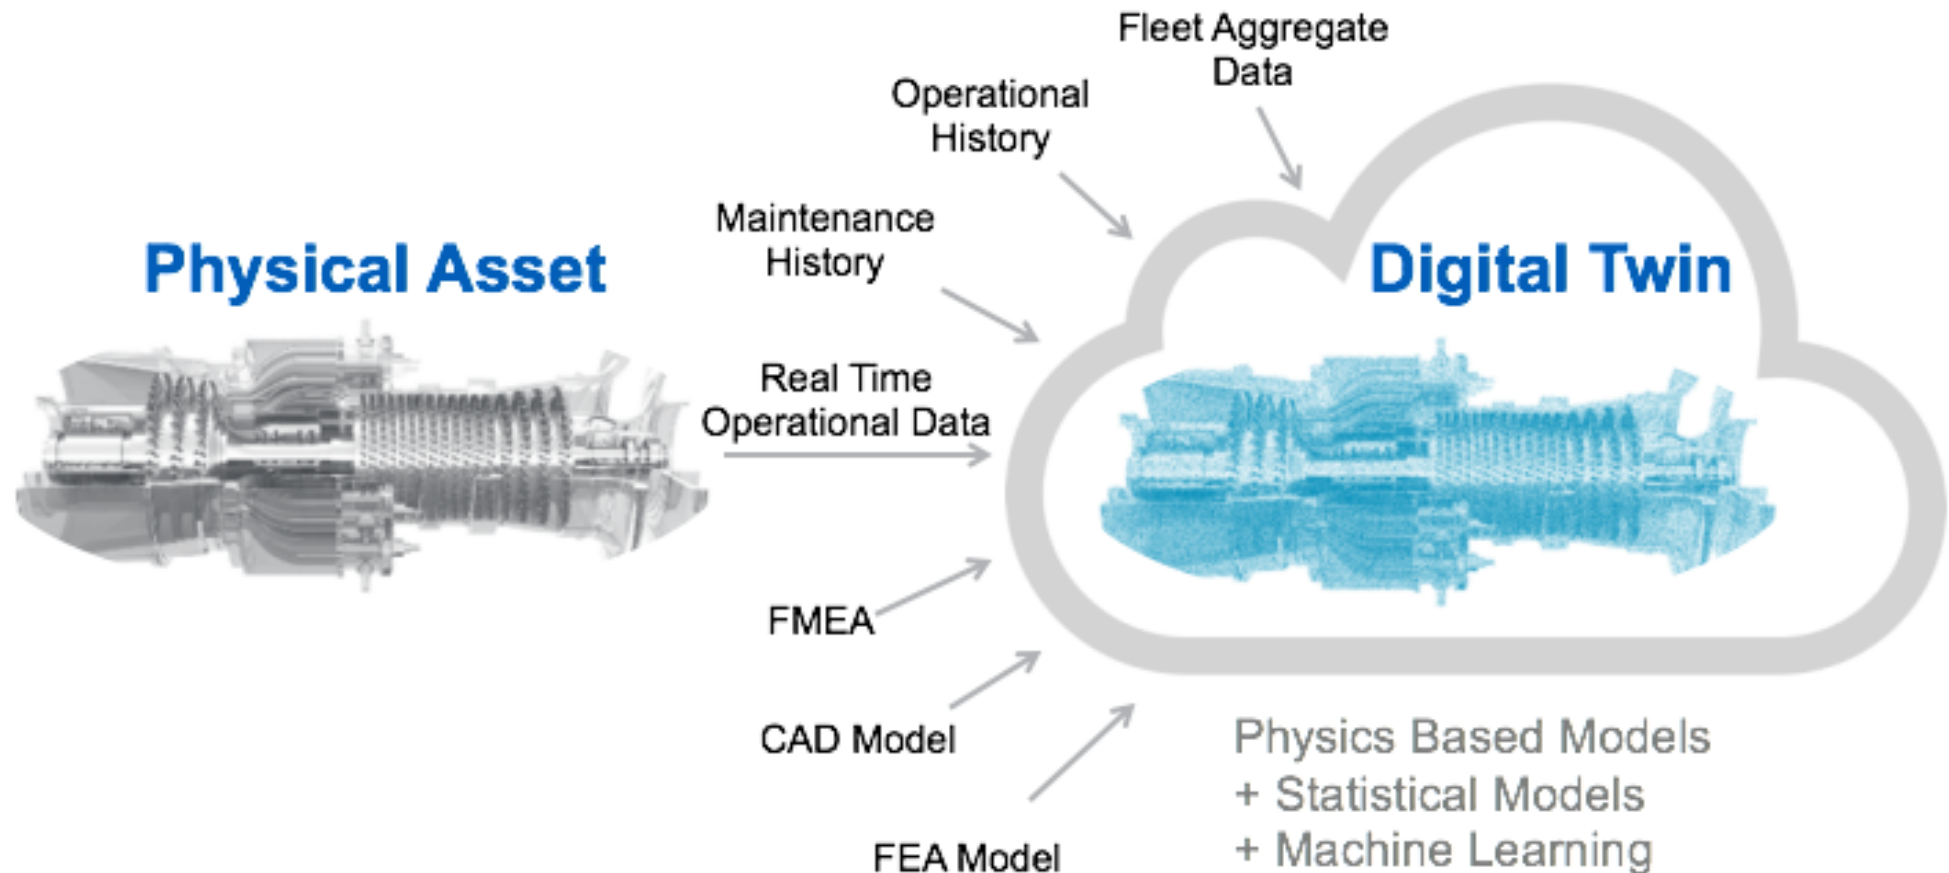 Fleet Aggregate
Data
Operational
History
Maintenance
History
Physical Asset
Digital Twin
Real Time
Operational Data
FMEA
CAD Model
FEA Model
Physics Based Models
+ Statistical Models
+ Machine Learning